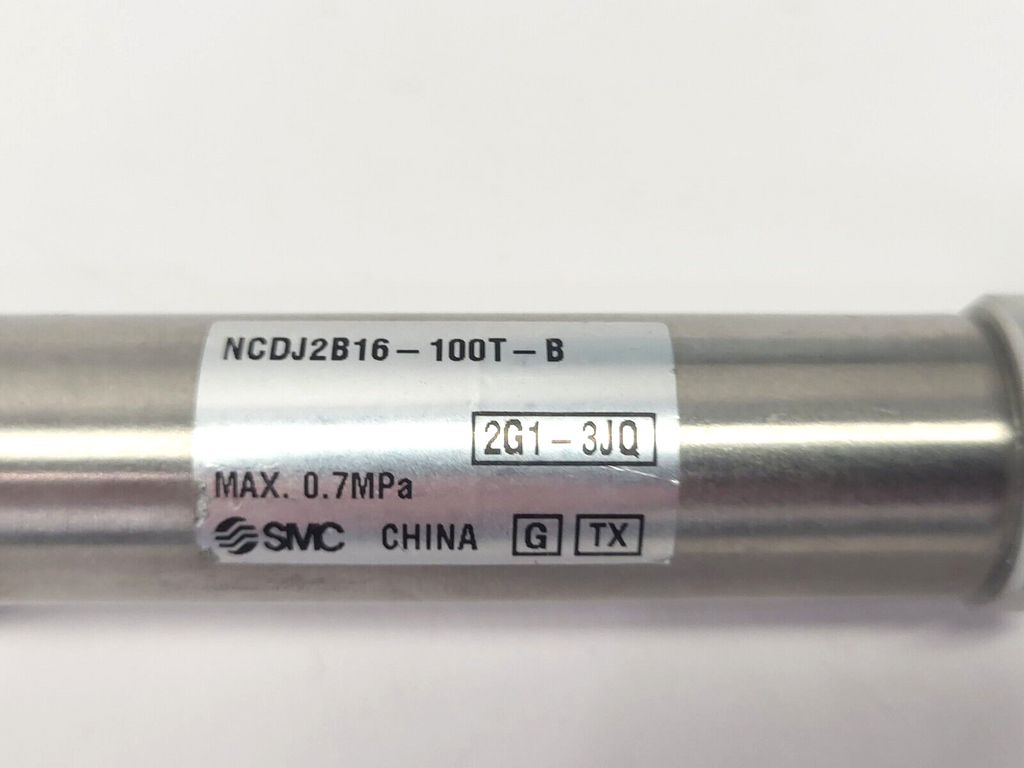 NCDJ2B16-100T-B
2G1-3JQ
MAX. 0.7MPa
SMC CHINA G TX